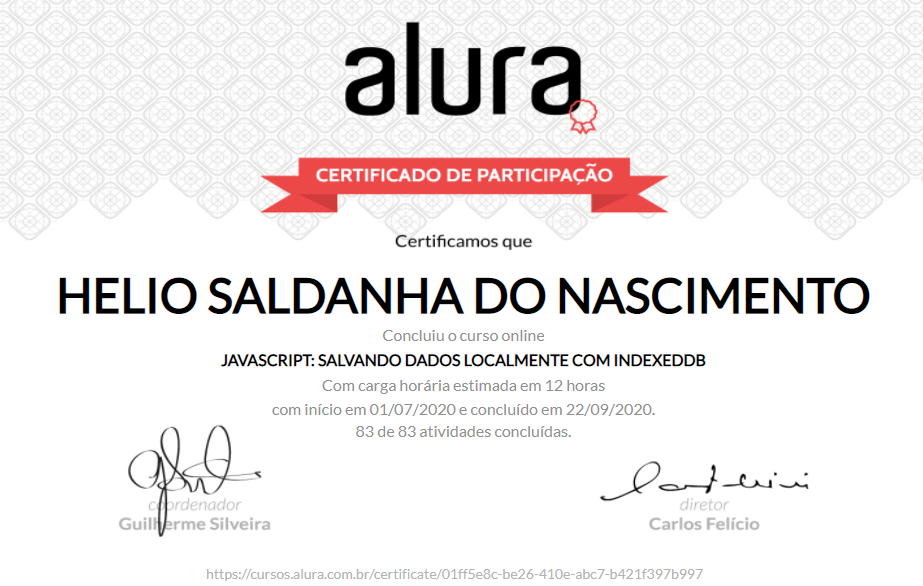 alura
CERTIFICADO DE PARTICIPAÇÃO
Certificamos que
HELIO SALDANHA DO NASCIMENTO
Concluiu o curso online
JAVASCRIPT: SALVANDO DADOS LOCALMENTE COM INDEXEDDB
Com carga horária estimada em 12 horas
com início em 01/07/2020 e concluído em 22/09/2020.
83 de 83 atividades concluídas.
coordenador
Guilherme Silveira
diretor
Carlos Felício
https://cursos.alura.com.br/certificate/01ff5e8c-be26-410e-abc7-b421f397b997